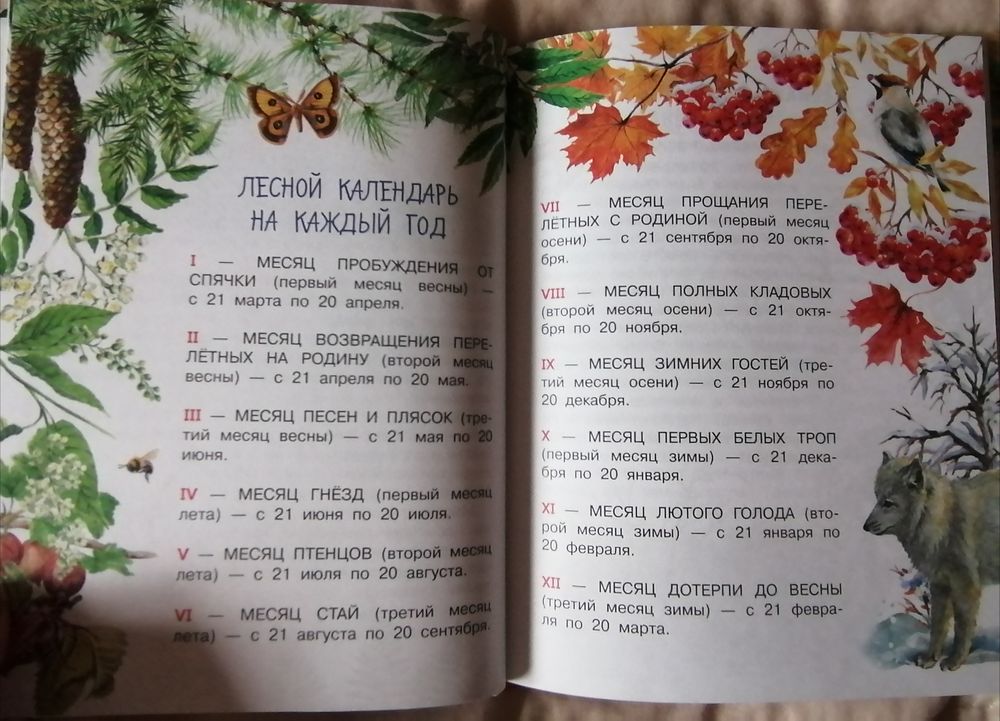 ЛЕСНОЙ КАЛЕНДАРЬ
НА КАЖДЫЙ ГОД
I — МЕСЯЦ ПРОБУЖДЕНИЯ ОТ
СПЯЧКИ (первый месяц весны) —
с 21 марта по 20 апреля.
II — МЕСЯЦ ВОЗВРАЩЕНИЯ ПЕРЕ-
ЛЁТНЫХ НА РОДИНУ (второй месяц
весны) — с 21 апреля по 20 мая.
III — МЕСЯЦ ПЕСЕН И ПЛЯСОК (тре-
тий месяц весны) — с 21 мая по 20
июня.
IV — МЕСЯЦ ГНЁЗД (первый месяц
лета) — с 21 июня по 20 июля.
V — МЕСЯЦ ПТЕНЦОВ (второй месяц
лета) — с 21 июля по 20 августа.
VI — МЕСЯЦ СТАЙ (третий месяц
лета) — с 21 августа по 20 сентября.
VII — МЕСЯЦ ПРОЩАНИЯ ПЕРЕ-
ЛЁТНЫХ С РОДИНОЙ (первый месяц
осени) — с 21 сентября по 20 октя-
бря.
VIII — МЕСЯЦ ПОЛНЫХ КЛАДОВЫХ
(второй месяц осени) — с 21 октя-
бря по 20 ноября.
IX — МЕСЯЦ ЗИМНИХ ГОСТЕЙ (тре-
тий месяц осени) — с 21 ноября по
20 декабря.
X — МЕСЯЦ ПЕРВЫХ БЕЛЫХ ТРОП
(первый месяц зимы) — с 21 дека-
бря по 20 января.
XI — МЕСЯЦ ЛЮТОГО ГОЛОДА (вто-
рой месяц зимы) — с 21 января по
20 февраля.
XII — МЕСЯЦ ДОТЕРПИ ДО ВЕСНЫ
(третий месяц зимы) — с 21 февра-
ля по 20 марта.